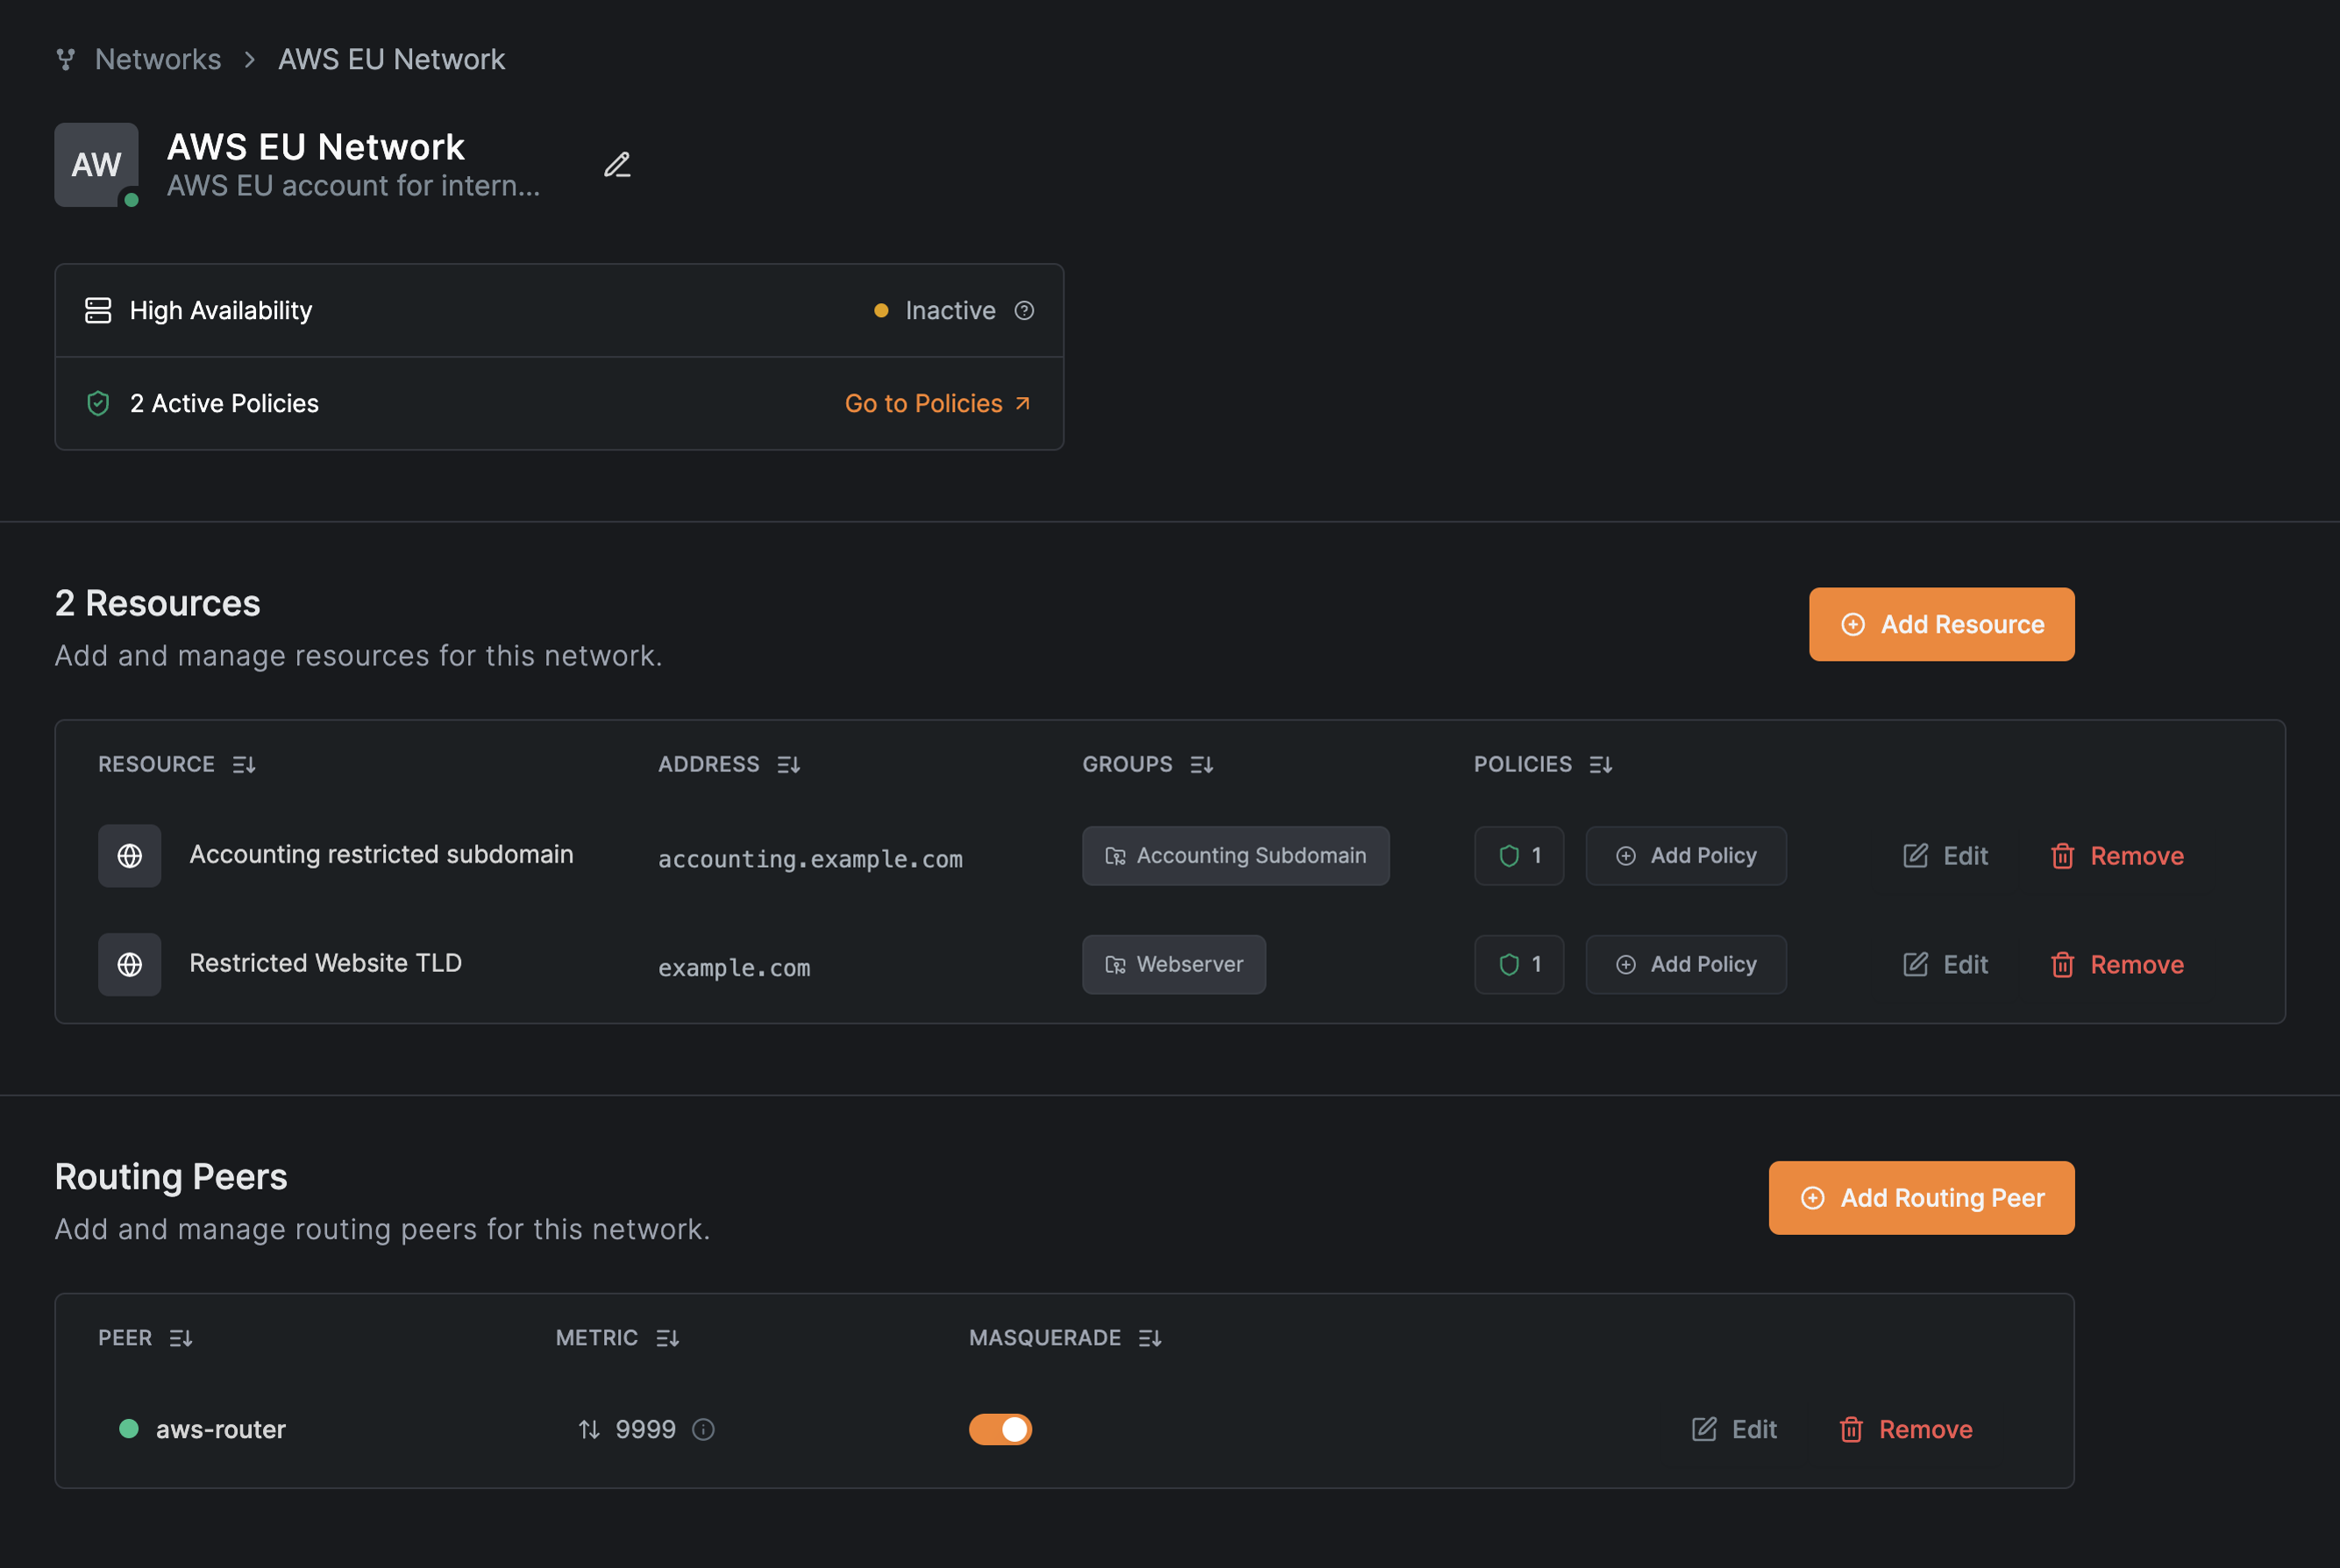 Networks > AWS EU Network
AW
AWS EU Network
AWS EU account for intern...
High Availability Inactive
2 Active Policies Go to Policies
2 Resources
Add and manage resources for this network.
Add Resource
RESOURCE ADDRESS GROUPS POLICIES
Accounting restricted subdomain accounting.example.com Accounting Subdomain 1 Add Policy Edit Remove
Restricted Website TLD example.com Webserver 1 Add Policy Edit Remove
Routing Peers
Add and manage routing peers for this network.
Add Routing Peer
PEER METRIC MASQUERADE
aws-router 9999 Edit Remove